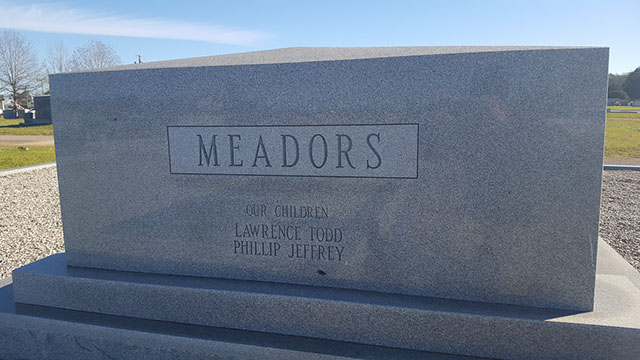 MEADORS
OUR CHILDREN
LAWRENCE TODD
PHILLIP JEFFREY